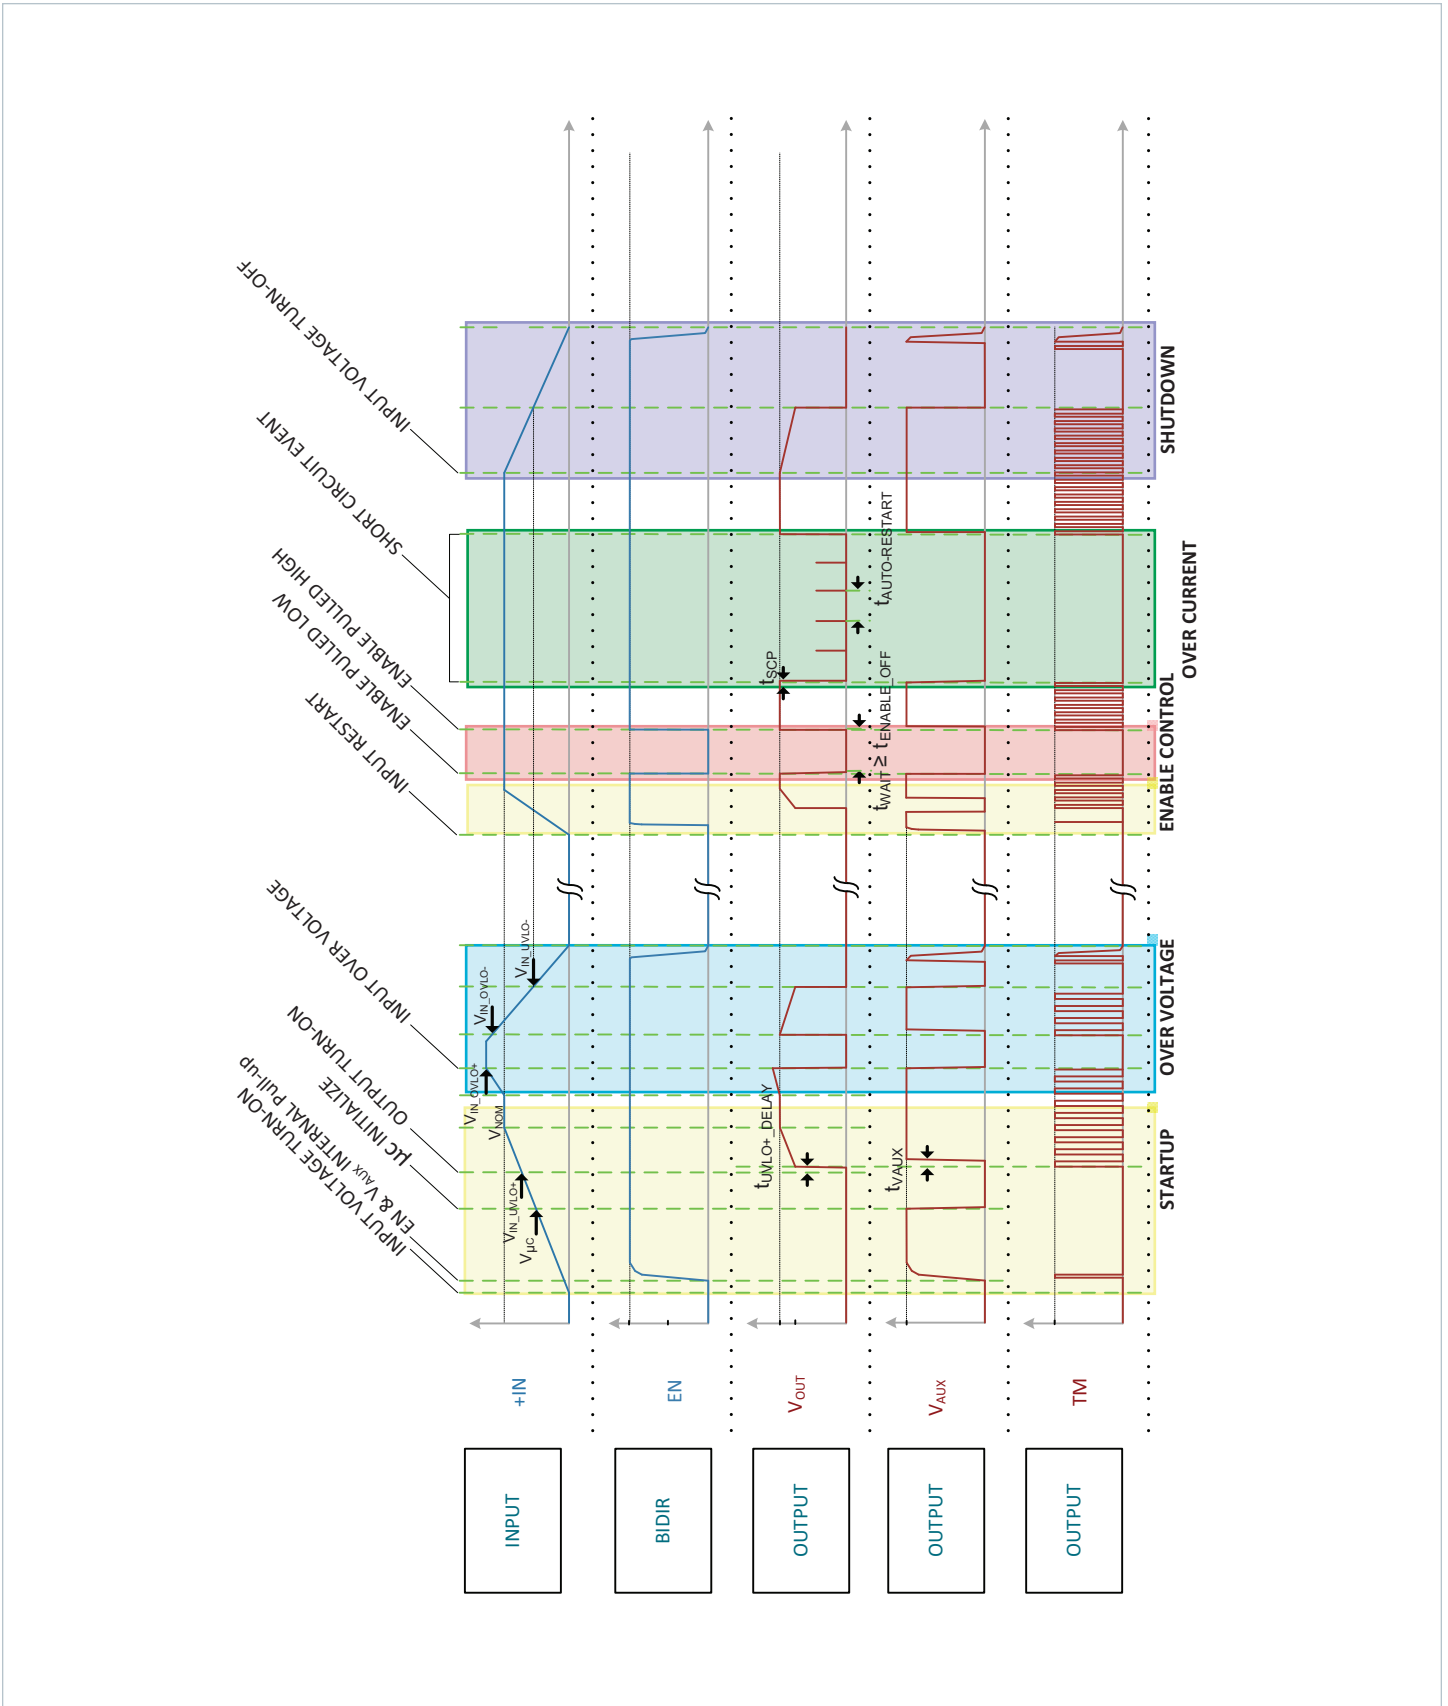 INPUT VOLTAGE TURN-ON
EN & VAUX INTERNAL Pull-up
µC INITIALIZE
OUTPUT TURN-ON
INPUT OVER VOLTAGE
INPUT RESTART
ENABLE PULLED LOW
ENABLE PULLED HIGH
SHORT CIRCUIT EVENT
INPUT VOLTAGE TURN-OFF
INPUT
+IN
VµC
VIN_UVLO+
VNOM
VIN_OVLO+
VIN_OVLO-
VIN_UVLO-
BIDIR
EN
OUTPUT
VOUT
tUVLO+_DELAY
tSCP
tWAIT ≥ tENABLE_OFF
tAUTO-RESTART
OUTPUT
VAUX
tVAUX
OUTPUT
TM
STARTUP
OVER VOLTAGE
ENABLE CONTROL
OVER CURRENT
SHUTDOWN